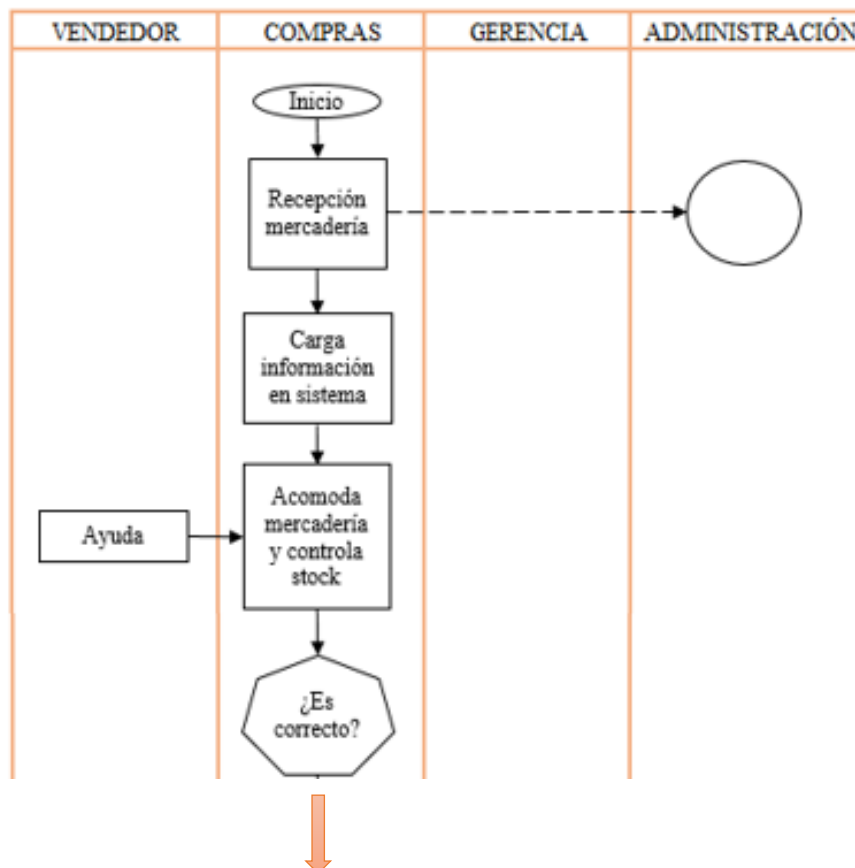 VENDEDOR
COMPRAS
GERENCIA
ADMINISTRACIÓN
Inicio
Recepción
mercadería
Carga
información
en sistema
Acomoda
mercadería
y controla
stock
Ayuda
¿Es
correcto?